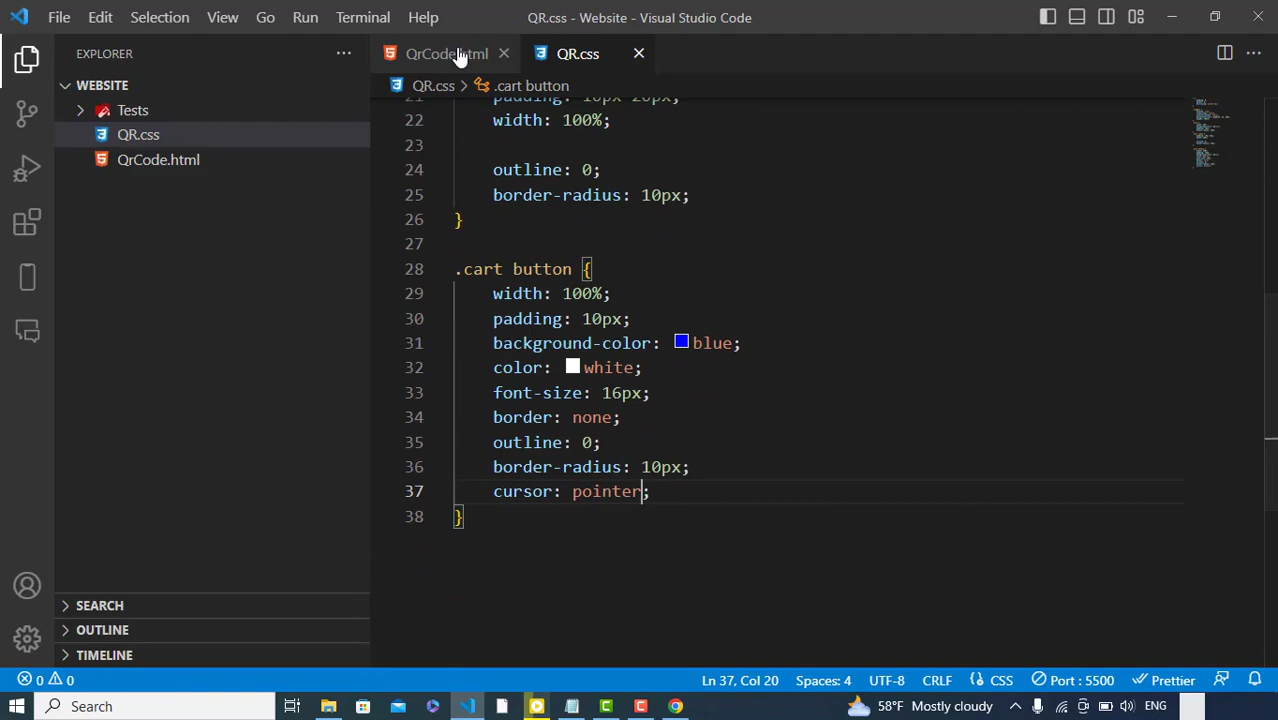 File Edit Selection View Go Run Terminal Help QR.css - Website - Visual Studio Code
EXPLORER
QrCode.html QR.css
WEBSITE
QR.css > .cart button
Tests
QR.css
QrCode.html
21 padding: 10px 20px;
22 width: 100%;
23
24 outline: 0;
25 border-radius: 10px;
26 }
27
28 .cart button {
29 width: 100%;
30 padding: 10px;
31 background-color: blue;
32 color: white;
33 font-size: 16px;
34 border: none;
35 outline: 0;
36 border-radius: 10px;
37 cursor: pointer;
38 }
SEARCH
OUTLINE
TIMELINE
0 0 Ln 37, Col 20 Spaces: 4 UTF-8 CRLF {} CSS Port : 5500 Prettier
Search 58°F Mostly cloudy ENG